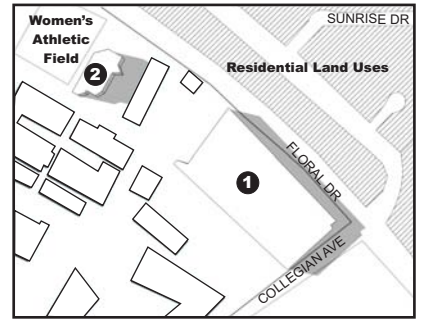 SUNRISE DR
Women's
Athletic
Field
2
Residential Land Uses
1
FLORAL DR
COLLEGIAN AVE